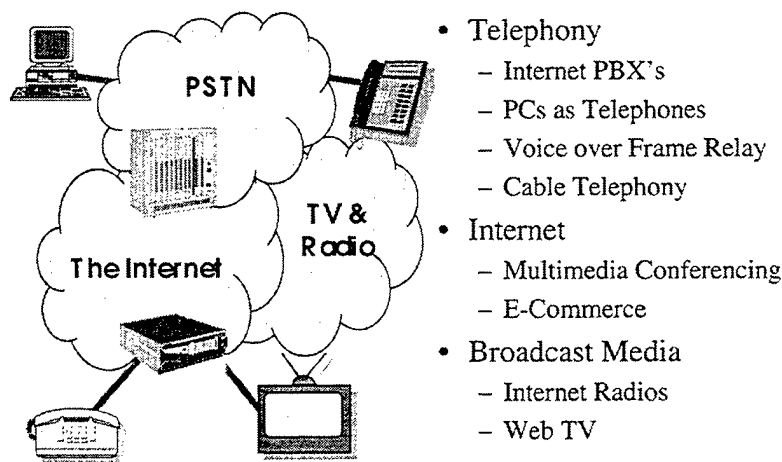 PSTN
TV &
Radio
The Internet
• Telephony
– Internet PBX's
– PCs as Telephones
– Voice over Frame Relay
– Cable Telephony
• Internet
– Multimedia Conferencing
– E-Commerce
• Broadcast Media
– Internet Radios
– Web TV